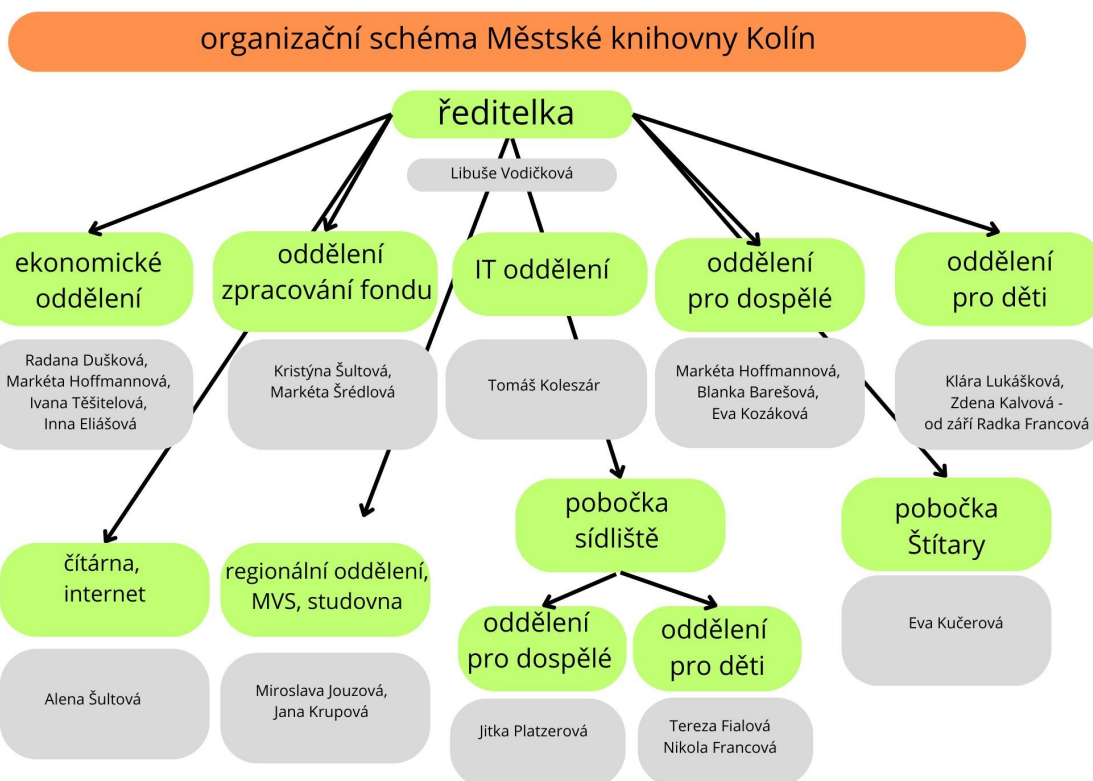 organizační schéma Městské knihovny Kolín
ředitelka
Libuše Vodičková
ekonomické
oddělení
Radana Dušková,
Markéta Hoffmannová,
Ivana Těšitelová,
Inna Eliášová
oddělení
zpracování fondu
Kristýna Šultová,
Markéta Šrédlová
IT oddělení
Tomáš Koleszár
oddělení
pro dospělé
Markéta Hoffmannová,
Blanka Barešová,
Eva Kozáková
oddělení
pro děti
Klára Lukášková,
Zdena Kalvová -
od září Radka Francová
čítárna,
internet
Alena Šultová
regionální oddělení,
MVS, studovna
Miroslava Jouzová,
Jana Krupová
pobočka
sídliště
oddělení
pro dospělé
Jitka Platzerová
oddělení
pro děti
Tereza Fialová
Nikola Francová
pobočka
Štítary
Eva Kučerová